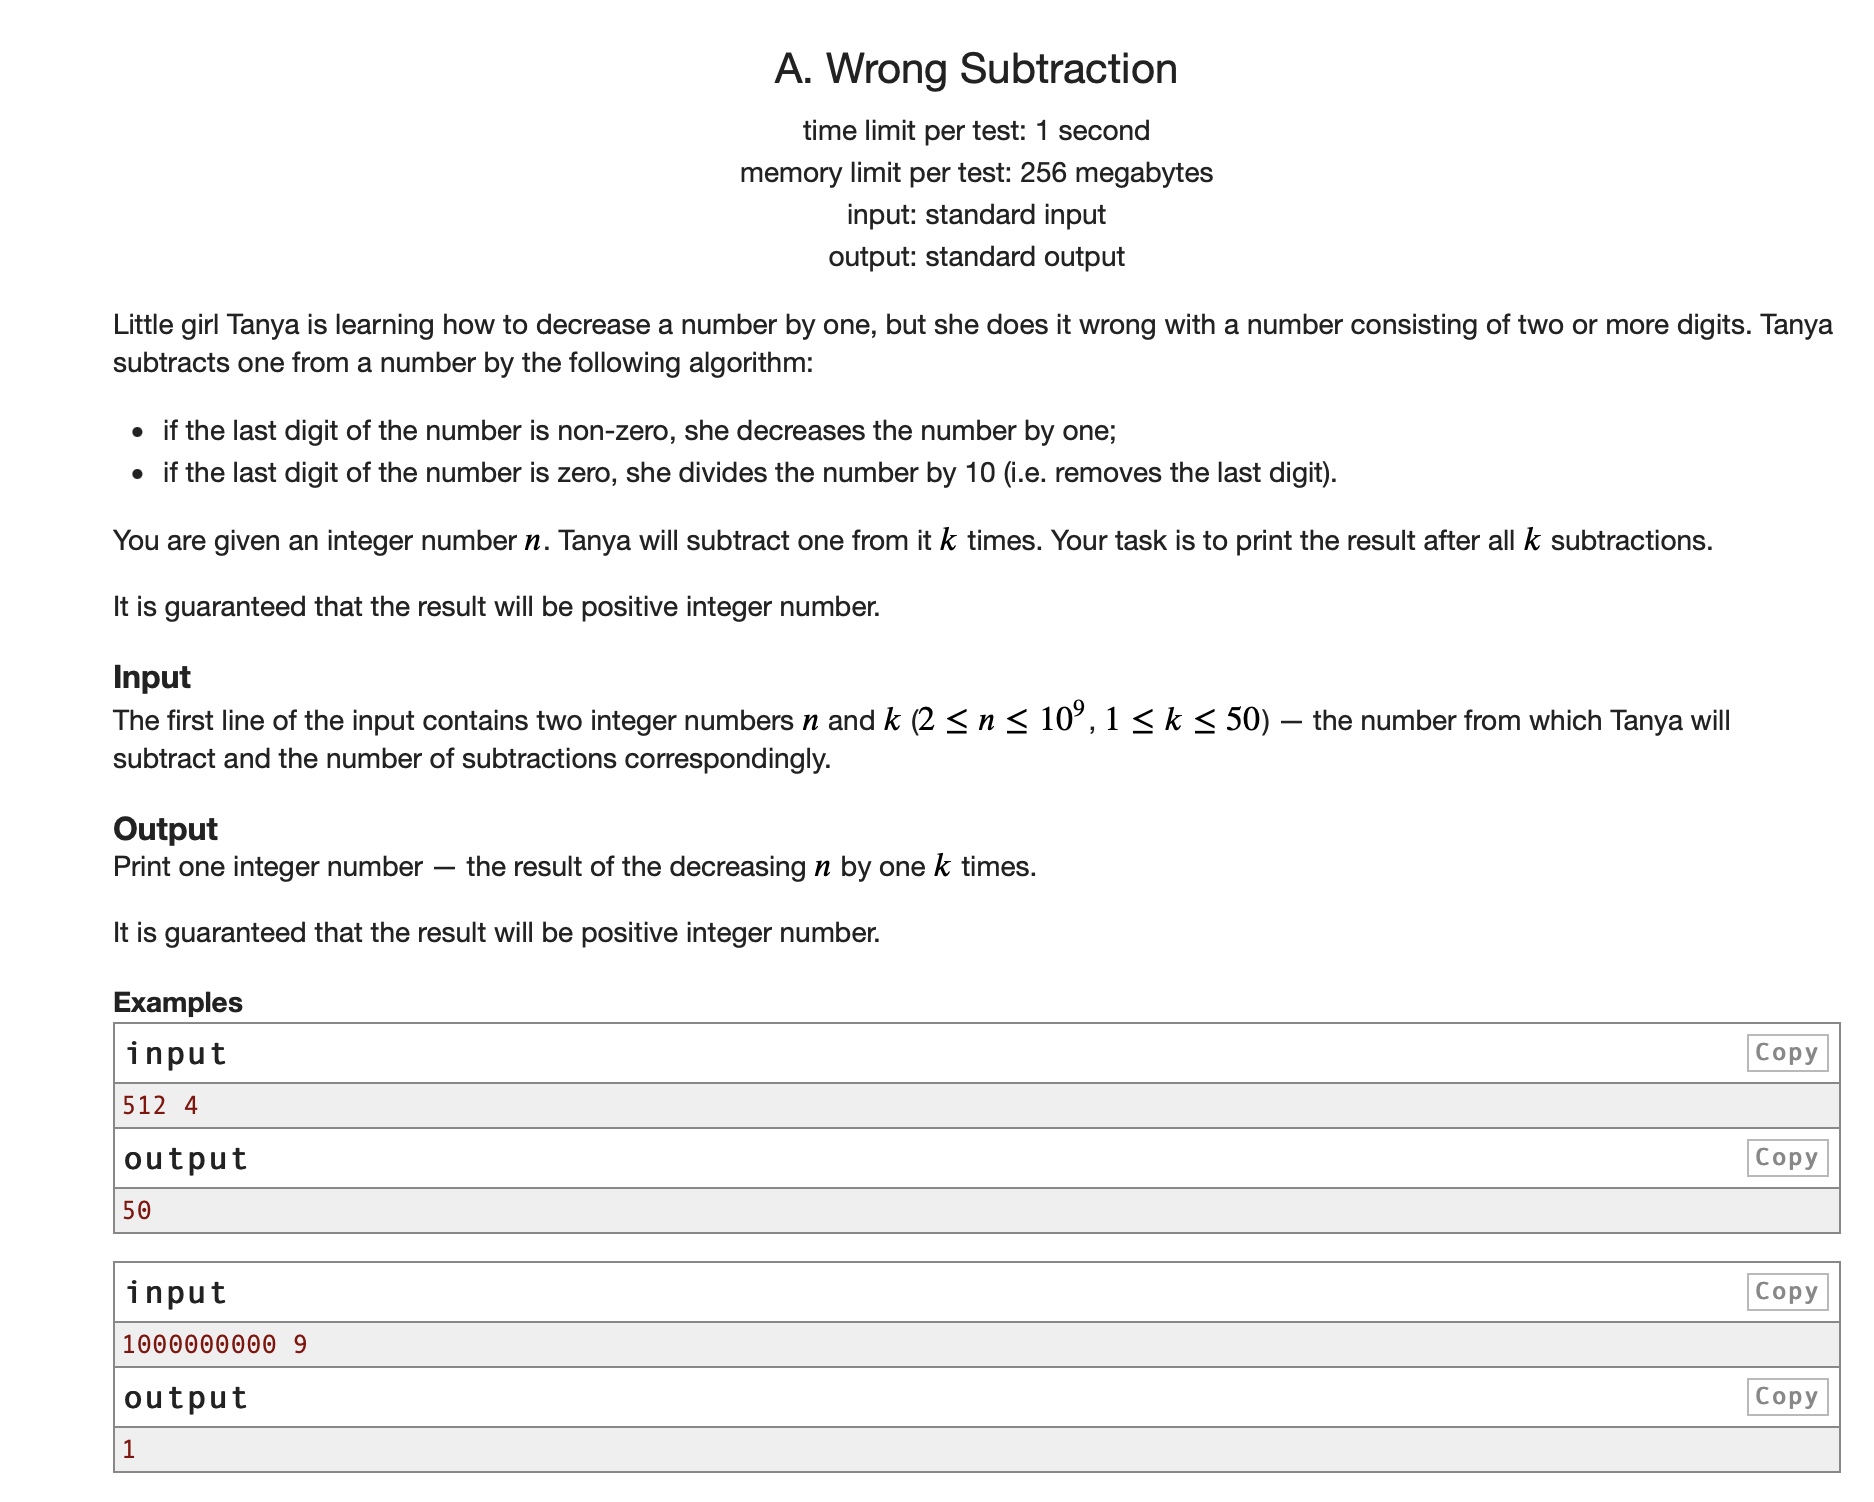 A. Wrong Subtraction
time limit per test: 1 second
memory limit per test: 256 megabytes
input: standard input
output: standard output
Little girl Tanya is learning how to decrease a number by one, but she does it wrong with a number consisting of two or more digits. Tanya
subtracts one from a number by the following algorithm:
• if the last digit of the number is non-zero, she decreases the number by one;
• if the last digit of the number is zero, she divides the number by 10 (i.e. removes the last digit).
You are given an integer number n. Tanya will subtract one from it k times. Your task is to print the result after all k subtractions.
It is guaranteed that the result will be positive integer number.
Input
The first line of the input contains two integer numbers n and k (2 ≤ n ≤ 10⁹, 1 ≤ k ≤ 50) — the number from which Tanya will
subtract and the number of subtractions correspondingly.
Output
Print one integer number — the result of the decreasing n by one k times.
It is guaranteed that the result will be positive integer number.
Examples
input Copy
512 4
output Copy
50
input Copy
1000000000 9
output Copy
1